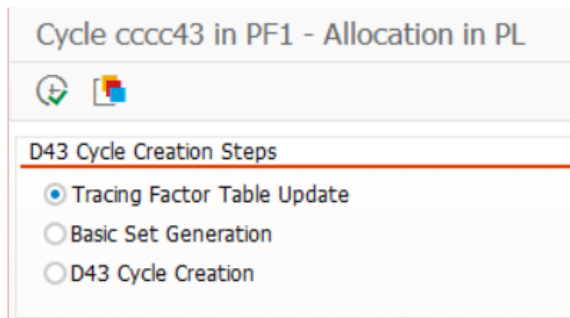 Cycle cccc43 in PF1 - Allocation in PL
D43 Cycle Creation Steps
Tracing Factor Table Update
Basic Set Generation
D43 Cycle Creation